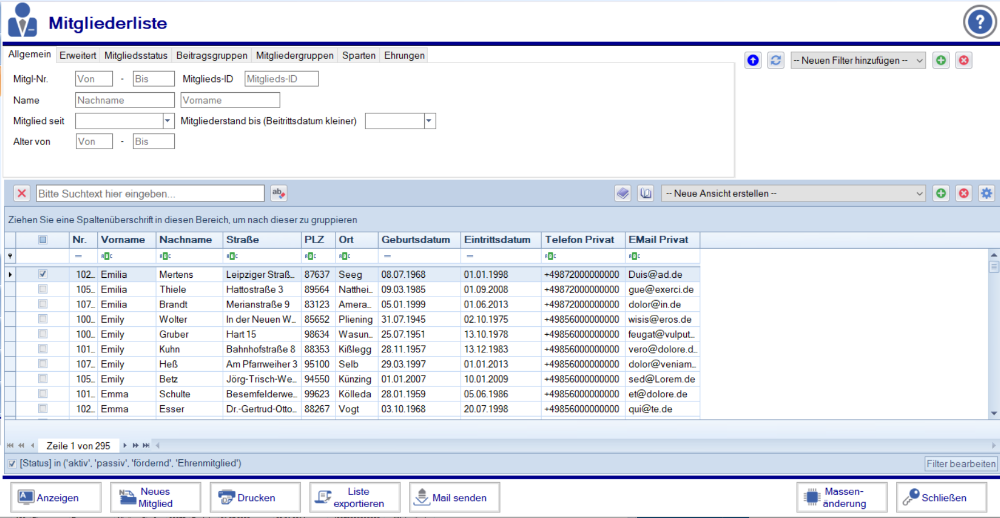 Mitgliederliste
Allgemein Erweitert Mitgliedsstatus Beitragsgruppen Mitgliedergruppen Sparten Ehrungen
-- Neuen Filter hinzufügen --
Mitgl-Nr. Von - Bis Mitglieds-ID Mitglieds-ID
Name Nachname Vorname
Mitglied seit Mitgliederstand bis (Beitrittsdatum kleiner)
Alter von Von - Bis
Bitte Suchtext hier eingeben... -- Neue Ansicht erstellen --
Ziehen Sie eine Spaltenüberschrift in diesen Bereich, um nach dieser zu gruppieren
Nr. Vorname Nachname Straße PLZ Ort Geburtsdatum Eintrittsdatum Telefon Privat EMail Privat
102... Emilia Mertens Leipziger Straß... 87637 Seeg 08.07.1968 01.01.1998 +49872000000000 Duis@ad.de
105... Emilia Thiele Hattostraße 3 89564 Natthei... 09.03.1985 01.09.2008 +49872000000000 gue@exerci.de
107... Emilia Brandt Merianstraße 9 83123 Amera... 05.01.1999 01.06.2013 +49872000000000 dolor@in.de
100... Emily Wolter In der Neuen W... 85652 Pliening 31.07.1945 02.10.1975 +49856000000000 wisis@eros.de
100... Emily Gruber Hart 15 98634 Wasun... 25.07.1951 13.10.1978 +49856000000000 feugat@vulput...
101... Emily Kuhn Bahnhofstraße 8 88353 Kißlegg 28.11.1957 13.12.1983 +49856000000000 vero@dolore.d...
107... Emily Heß Am Pfarrweiher 3 95100 Selb 29.03.1997 01.01.2013 +49856000000000 dolor@veniam...
105... Emily Betz Jörg-Trisch-We... 94550 Künzing 01.01.2007 10.01.2009 +49856000000000 sed@Lorem.de
101... Emma Schulte Besemfelderwe... 99623 Kölleda 28.01.1959 05.06.1986 +49856000000000 et@dolore.de
102... Emma Esser Dr.-Gertrud-Otto... 88267 Vogt 03.10.1968 20.07.1998 +49856000000000 qui@te.de
Zeile 1 von 295
[Status] in ('aktiv', 'passiv', 'fördernd', 'Ehrenmitglied') Filter bearbeiten
Anzeigen
Neues
Mitglied
Drucken
Liste
exportieren
Mail senden
Massen-
änderung
Schließen